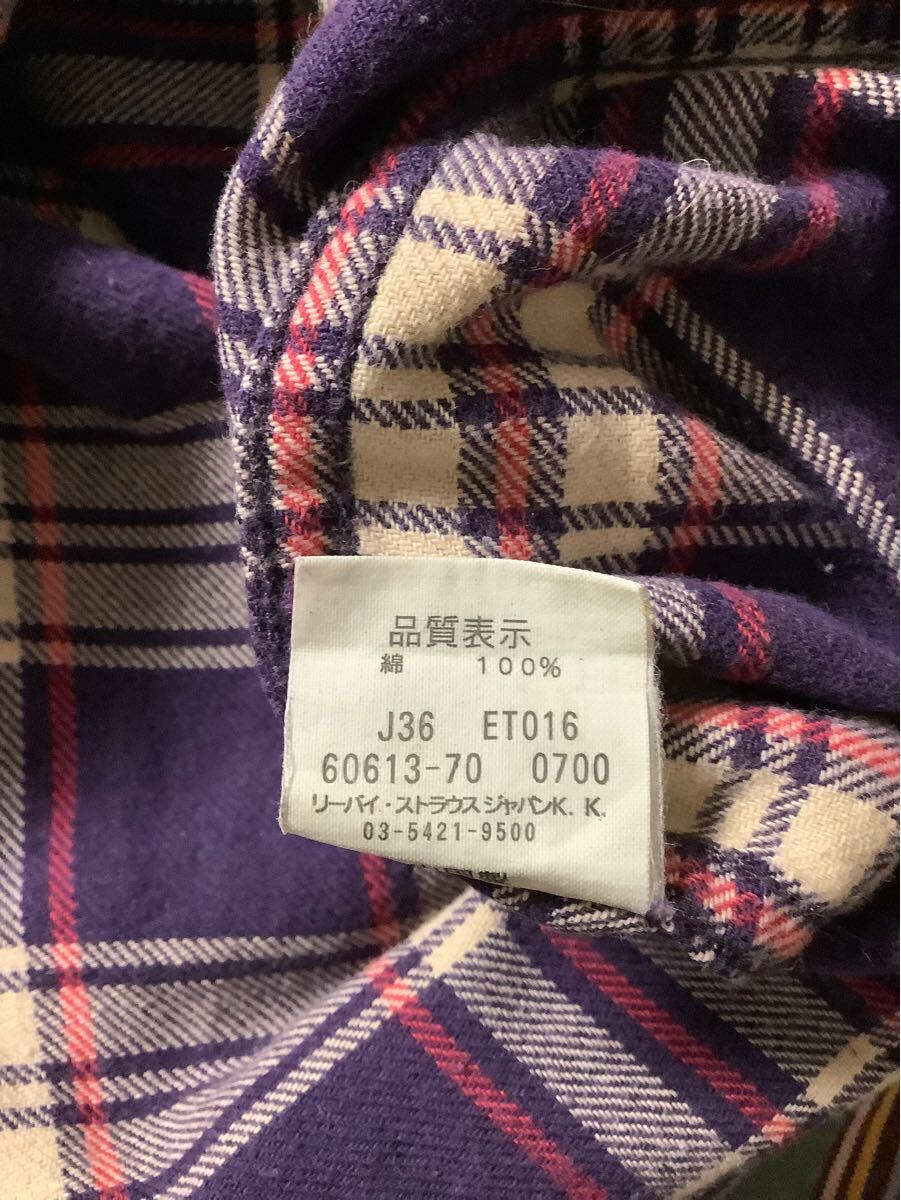 品質表示
綿 100%
J36 ET016
60613-70 0700
リーバイ・ストラウスジャパンK. K.
03-5421-9500